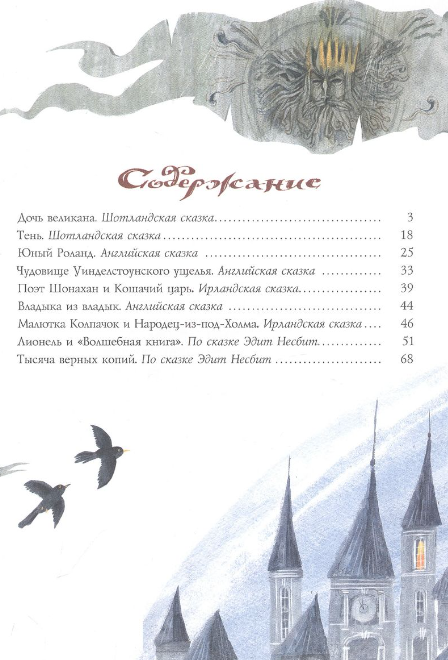 Содержание
Дочь великана. Шотландская сказка.................................. 3
Тень. Шотландская сказка............................................. 18
Юный Роланд. Английская сказка .................................... 25
Чудовище Уинделстоунского ущелья. Английская сказка ............. 33
Поэт Шонахан и Кошачий царь. Ирландская сказка................. 39
Владыка из владык. Английская сказка ............................... 44
Малютка Колпачок и Народец-из-под-Холма. Ирландская сказка.... 46
Лионель и «Волшебная книга». По сказке Эдит Несбит............. 51
Тысяча верных копий. По сказке Эдит Несбит ...................... 68